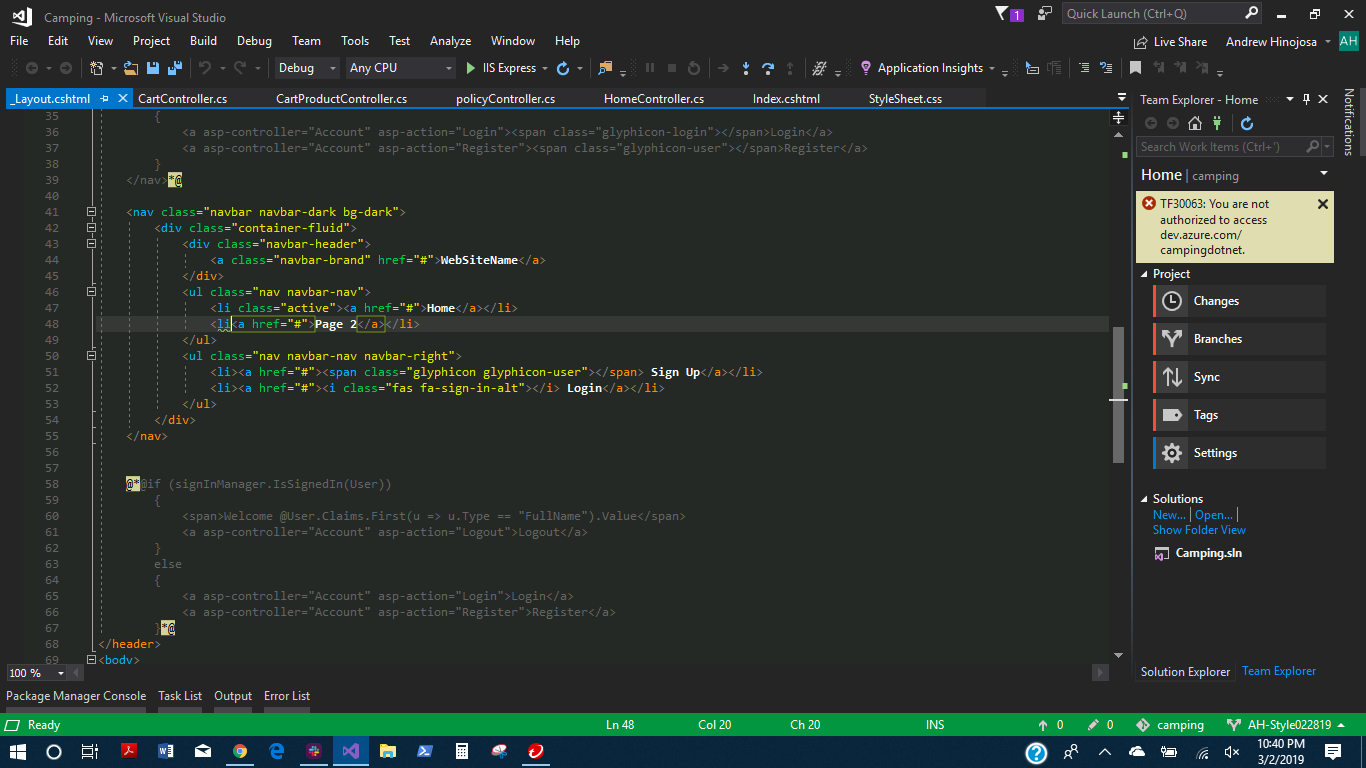 Camping - Microsoft Visual Studio
1
Quick Launch (Ctrl+Q)
File Edit View Project Build Debug Team Tools Test Analyze Window Help
Live Share
Andrew Hinojosa
AH
Debug
Any CPU
IIS Express
Application Insights
_Layout.cshtml CartController.cs CartProductController.cs policyController.cs HomeController.cs Index.cshtml StyleSheet.css
35 {
36 <a asp-controller="Account" asp-action="Login"><span class="glyphicon-login"></span>Login</a>
37 <a asp-controller="Account" asp-action="Register"><span class="glyphicon-user"></span>Register</a>
38 }
39 </nav>*@
40
41 <nav class="navbar navbar-dark bg-dark">
42 <div class="container-fluid">
43 <div class="navbar-header">
44 <a class="navbar-brand" href="#">WebSiteName</a>
45 </div>
46 <ul class="nav navbar-nav">
47 <li class="active"><a href="#">Home</a></li>
48 <li<a href="#">Page 2</a></li>
49 </ul>
50 <ul class="nav navbar-nav navbar-right">
51 <li><a href="#"><span class="glyphicon glyphicon-user"></span> Sign Up</a></li>
52 <li><a href="#"><i class="fas fa-sign-in-alt"></i> Login</a></li>
53 </ul>
54 </div>
55 </nav>
56
57
58 @*@if (signInManager.IsSignedIn(User))
59 {
60 <span>Welcome @User.Claims.First(u => u.Type == "FullName").Value</span>
61 <a asp-controller="Account" asp-action="Logout">Logout</a>
62 }
63 else
64 {
65 <a asp-controller="Account" asp-action="Login">Login</a>
66 <a asp-controller="Account" asp-action="Register">Register</a>
67 }*@
68 </header>
69 <body>
100 %
Team Explorer - Home
Search Work Items (Ctrl+')
Home | camping
TF30063: You are not
authorized to access
dev.azure.com/
campingdotnet.
Project
Changes
Branches
Sync
Tags
Settings
Solutions
New... | Open... |
Show Folder View
Camping.sln
Solution Explorer Team Explorer
Notifications
Package Manager Console Task List Output Error List
Ready
Ln 48
Col 20
Ch 20
INS
0
0
camping
AH-Style022819
10:40 PM
3/2/2019